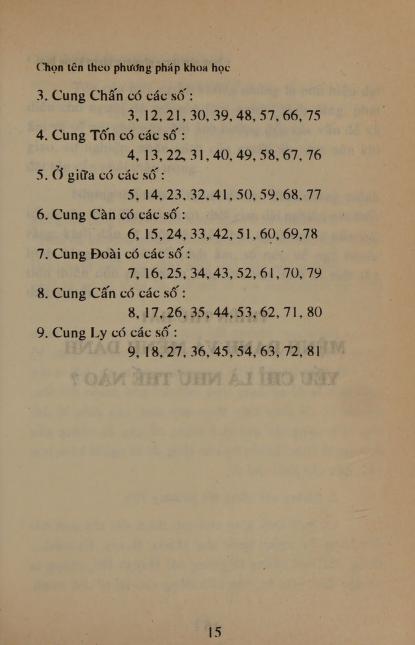 Chọn tên theo phương pháp khoa học
3. Cung Chấn có các số :
3, 12, 21, 30, 39, 48, 57, 66, 75
4. Cung Tốn có các số :
4, 13, 22, 31, 40, 49, 58, 67, 76
5. Ở giữa có các số :
5, 14, 23, 32, 41, 50, 59, 68, 77
6. Cung Càn có các số :
6, 15, 24, 33, 42, 51, 60, 69,78
7. Cung Đoài có các số :
7, 16, 25, 34, 43, 52, 61, 70, 79
8. Cung Cấn có các số :
8, 17, 26, 35, 44, 53, 62, 71, 80
9. Cung Ly có các số :
9, 18, 27, 36, 45, 54, 63, 72, 81
15